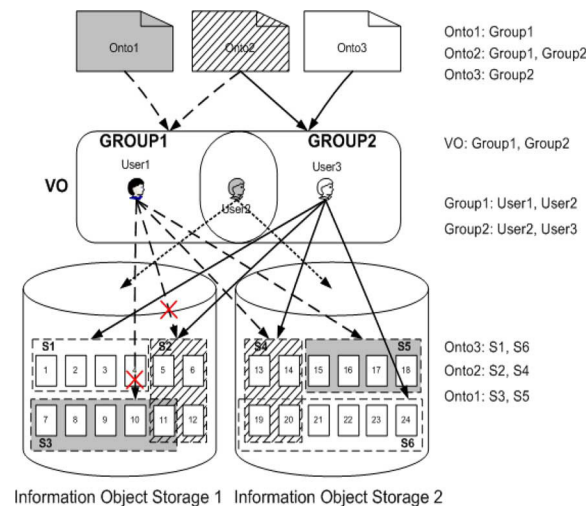 Onto1
Onto2
Onto3
Onto1: Group1
Onto2: Group1, Group2
Onto3: Group2
GROUP1
GROUP2
User1
User2
User3
VO
VO: Group1, Group2
Group1: User1, User2
Group2: User2, User3
S1
S2
S4
S5
1 2 3 4 5 6
13 14 15 16 17 18
7 8 9 10 11 12
19 20 21 22 23 24
S3
S6
Onto3: S1, S6
Onto2: S2, S4
Onto1: S3, S5
Information Object Storage 1
Information Object Storage 2